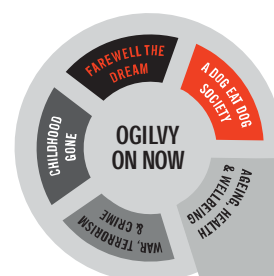 OGILVY
ON NOW
FAREWELL THE
DREAM
A DOG EAT DOG
SOCIETY
AGEING, HEALTH
& WELLBEING
WAR, TERRORISM
& CRIME
CHILDHOOD
GONE